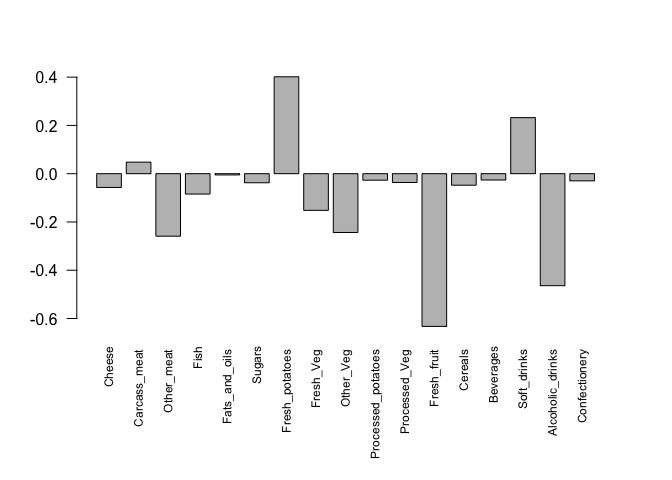 0.4
0.2
0.0
-0.2
-0.4
-0.6
Cheese
Carcass_meat
Other_meat
Fish
Fats_and_oils
Sugars
Fresh_potatoes
Fresh_Veg
Other_Veg
Processed_potatoes
Processed_Veg
Fresh_fruit
Cereals
Beverages
Soft_drinks
Alcoholic_drinks
Confectionery